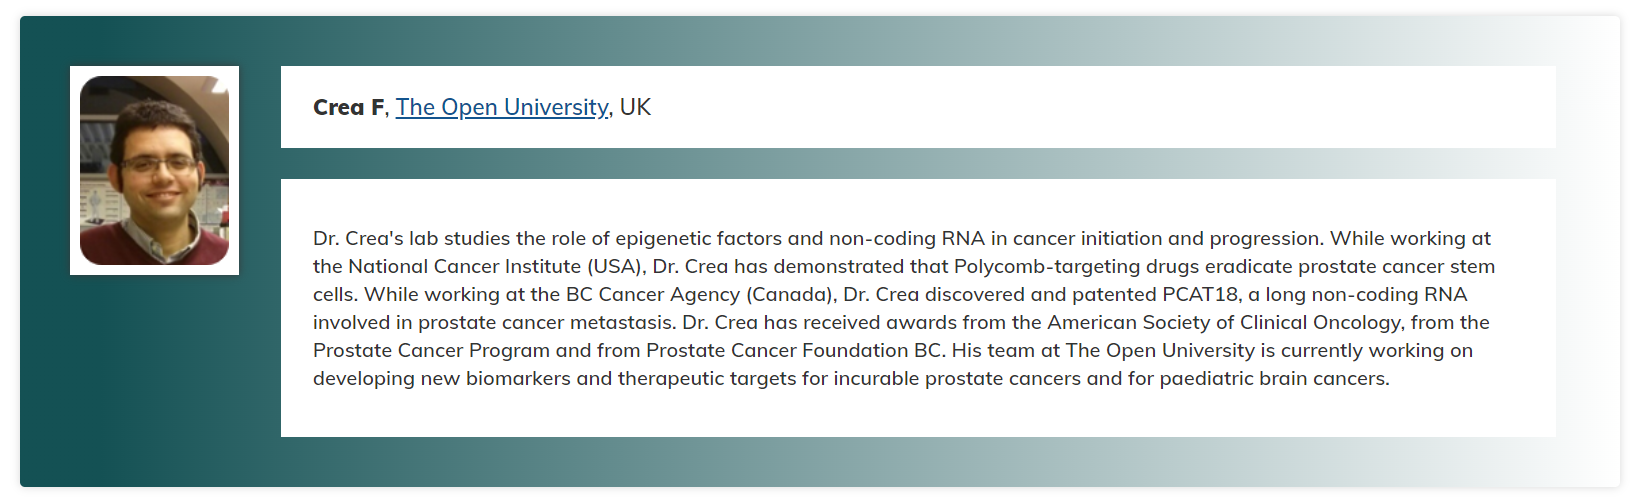 Crea F, The Open University, UK
Dr. Crea's lab studies the role of epigenetic factors and non-coding RNA in cancer initiation and progression. While working at
the National Cancer Institute (USA), Dr. Crea has demonstrated that Polycomb-targeting drugs eradicate prostate cancer stem
cells. While working at the BC Cancer Agency (Canada), Dr. Crea discovered and patented PCAT18, a long non-coding RNA
involved in prostate cancer metastasis. Dr. Crea has received awards from the American Society of Clinical Oncology, from the
Prostate Cancer Program and from Prostate Cancer Foundation BC. His team at The Open University is currently working on
developing new biomarkers and therapeutic targets for incurable prostate cancers and for paediatric brain cancers.